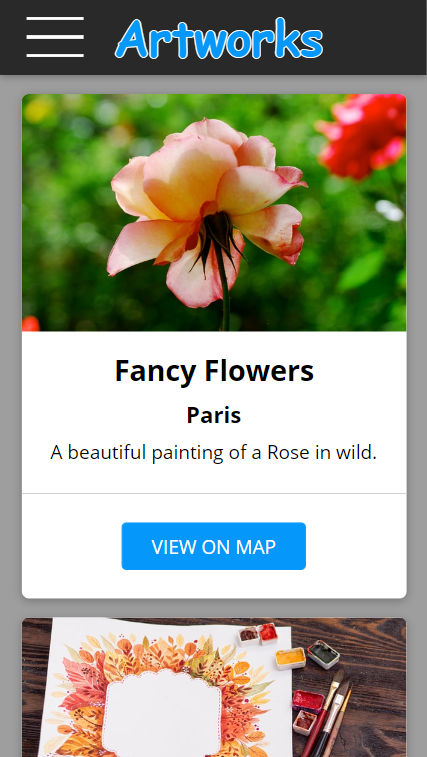 Artworks
Fancy Flowers
Paris
A beautiful painting of a Rose in wild.
VIEW ON MAP